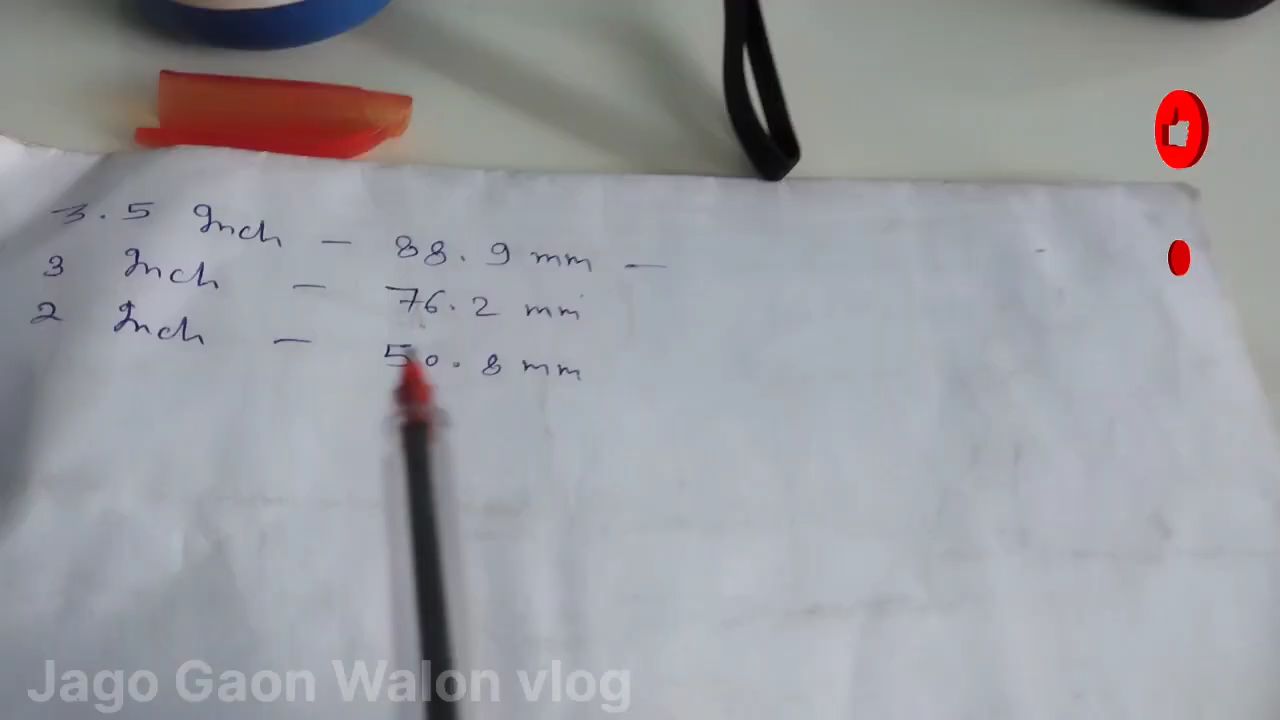 3.5 Inch — 88.9 mm —
3 Inch — 76.2 mm
2 Inch — 50.8 mm
Jago Gaon Walon vlog